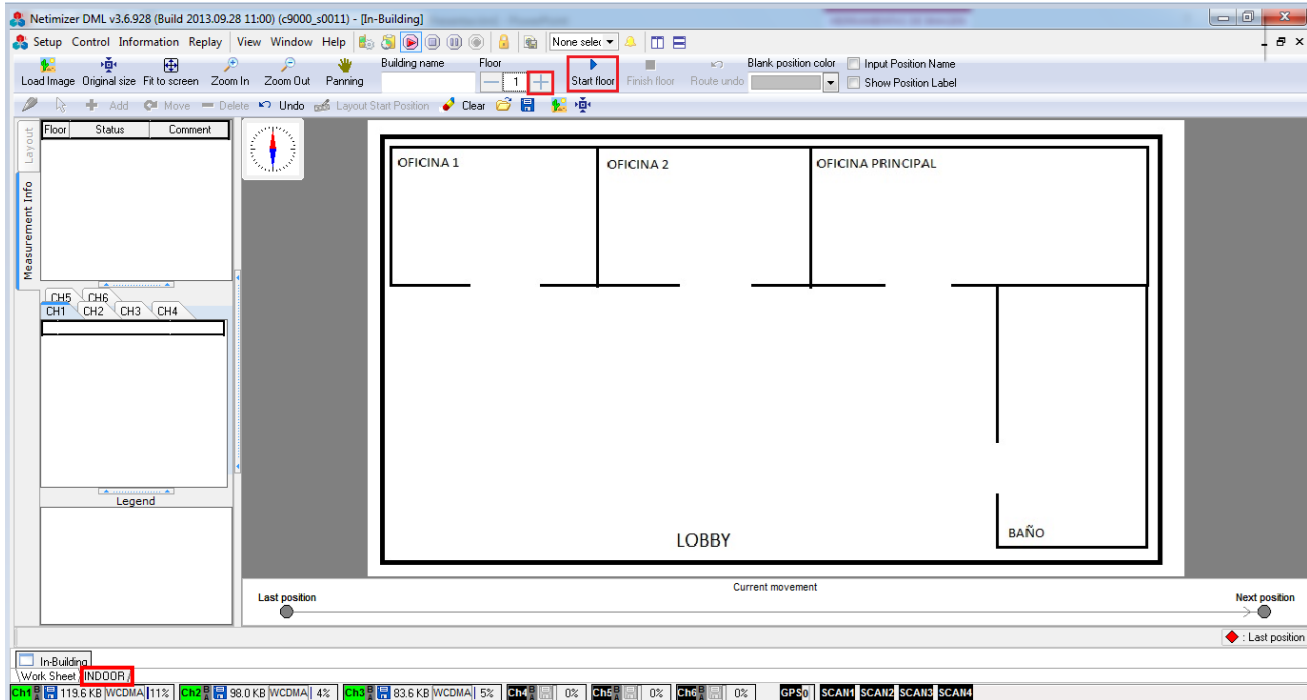 Netimizer DML v3.6.928 (Build 2013.09.28 11:00) (c9000_s0011) - [In-Building]
Setup Control Information Replay View Window Help None selec
Building name Floor Blank position color Input Position Name
Load Image Original size Fit to screen Zoom In Zoom Out Panning 1 Start floor Finish floor Route undo Show Position Label
Add Move Delete Undo Layout Start Position Clear
Layout
Measurement Info
Floor Status Comment
OFICINA 1 OFICINA 2 OFICINA PRINCIPAL
CH5 CH6
CH1 CH2 CH3 CH4
Legend
LOBBY BAÑO
Current movement
Last position Next position
: Last position
In-Building
Work Sheet INDOOR
Ch1 119.6 KB WCDMA 11% Ch2 98.0 KB WCDMA 4% Ch3 83.6 KB WCDMA 5% Ch4 0% Ch5 0% Ch6 0% GPS0 SCAN1 SCAN2 SCAN3 SCAN4